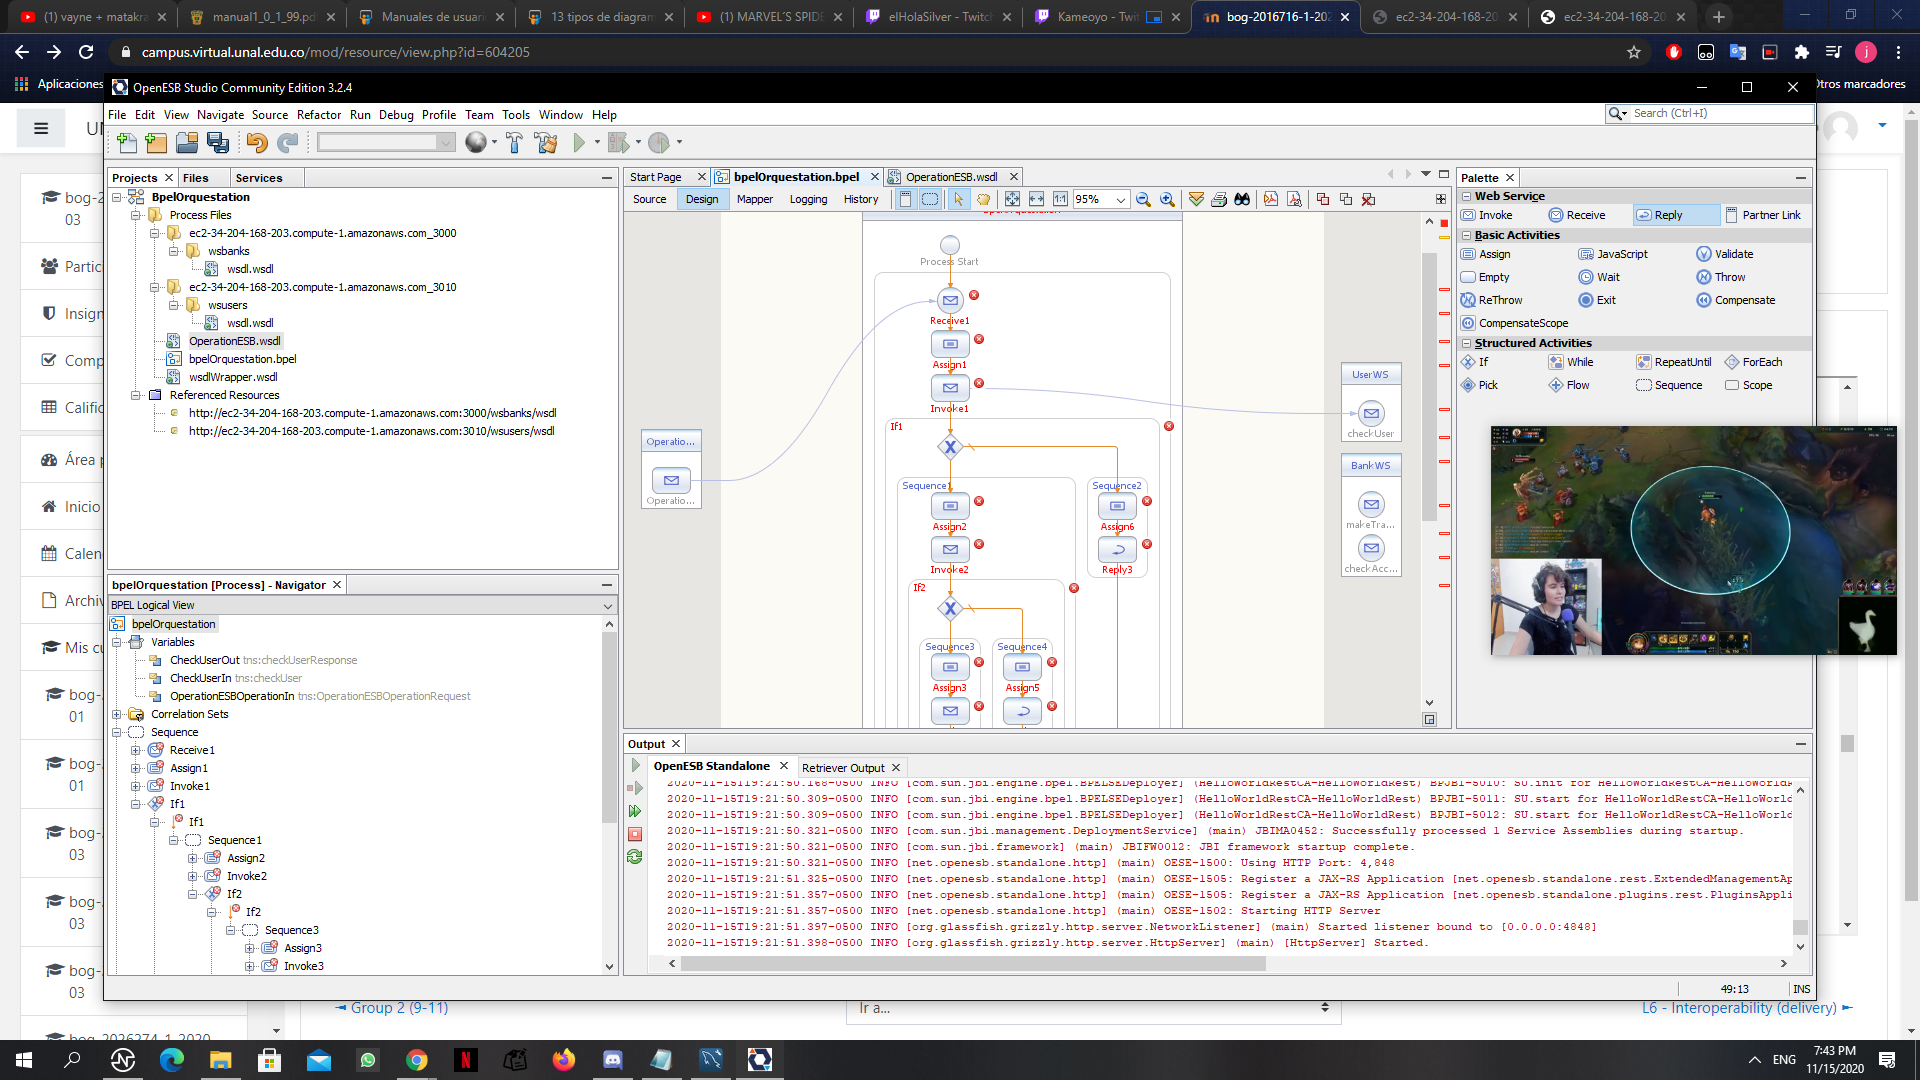 (1) vayne + matakra
manual1_0_1_99.pd
Manuales de usuari
13 tipos de diagram
(1) MARVEL'S SPIDE
elHolaSilver - Twitch
Kameoyo - Twit
bog-2016716-1-202
ec2-34-204-168-20
ec2-34-204-168-20
campus.virtual.unal.edu.co/mod/resource/view.php?id=604205
Aplicaciones
Otros marcadores
OpenESB Studio Community Edition 3.2.4
File Edit View Navigate Source Refactor Run Debug Profile Team Tools Window Help
Search (Ctrl+I)
Projects Files Services
BpelOrquestation
Process Files
ec2-34-204-168-203.compute-1.amazonaws.com_3000
wsbanks
wsdl.wsdl
ec2-34-204-168-203.compute-1.amazonaws.com_3010
wsusers
wsdl.wsdl
OperationESB.wsdl
bpelOrquestation.bpel
wsdlWrapper.wsdl
Referenced Resources
http://ec2-34-204-168-203.compute-1.amazonaws.com:3000/wsbanks/wsdl
http://ec2-34-204-168-203.compute-1.amazonaws.com:3010/wsusers/wsdl
bpelOrquestation [Process] - Navigator
BPEL Logical View
bpelOrquestation
Variables
CheckUserOut tns:checkUserResponse
CheckUserIn tns:checkUser
OperationESBOperationIn tns:OperationESBOperationRequest
Correlation Sets
Sequence
Receive1
Assign1
Invoke1
If1
If1
Sequence1
Assign2
Invoke2
If2
If2
Sequence3
Assign3
Invoke3
Start Page bpelOrquestation.bpel OperationESB.wsdl
Source Design Mapper Logging History 95%
Process Start
Receive1
Assign1
Invoke1
If1
Sequence1
Assign2
Invoke2
Sequence2
Assign6
Reply3
If2
Sequence3
Assign3
Sequence4
Assign5
Operatio...
Operatio...
UserWS
checkUser
BankWS
makeTra...
checkAcc...
Palette
Web Service
Invoke Receive Reply Partner Link
Basic Activities
Assign JavaScript Validate
Empty Wait Throw
ReThrow Exit Compensate
CompensateScope
Structured Activities
If While RepeatUntil ForEach
Pick Flow Sequence Scope
Output
OpenESB Standalone Retriever Output
2020-11-15T19:21:50.168-0500 INFO [com.sun.jbi.engine.bpel.BPELSEDeployer] (HelloWorldRestCA-HelloWorldRest) BPJBI-5010: SU.init for HelloWorldRestCA-HelloWorldR
2020-11-15T19:21:50.309-0500 INFO [com.sun.jbi.engine.bpel.BPELSEDeployer] (HelloWorldRestCA-HelloWorldRest) BPJBI-5011: SU.start for HelloWorldRestCA-HelloWorld
2020-11-15T19:21:50.309-0500 INFO [com.sun.jbi.engine.bpel.BPELSEDeployer] (HelloWorldRestCA-HelloWorldRest) BPJBI-5012: SU.start for HelloWorldRestCA-HelloWorld
2020-11-15T19:21:50.321-0500 INFO [com.sun.jbi.management.DeploymentService] (main) JBIMA0452: Successfully processed 1 Service Assemblies during startup.
2020-11-15T19:21:50.321-0500 INFO [com.sun.jbi.framework] (main) JBIFW0012: JBI framework startup complete.
2020-11-15T19:21:50.321-0500 INFO [net.openesb.standalone.http] (main) OESE-1500: Using HTTP Port: 4,848
2020-11-15T19:21:51.325-0500 INFO [net.openesb.standalone.http] (main) OESE-1505: Register a JAX-RS Application [net.openesb.standalone.rest.ExtendedManagementAp
2020-11-15T19:21:51.357-0500 INFO [net.openesb.standalone.http] (main) OESE-1505: Register a JAX-RS Application [net.openesb.standalone.plugins.rest.PluginsAppli
2020-11-15T19:21:51.357-0500 INFO [net.openesb.standalone.http] (main) OESE-1502: Starting HTTP Server
2020-11-15T19:21:51.397-0500 INFO [org.glassfish.grizzly.http.server.NetworkListener] (main) Started listener bound to [0.0.0.0:4848]
2020-11-15T19:21:51.398-0500 INFO [org.glassfish.grizzly.http.server.HttpServer] (main) [HttpServer] Started.
49:13 INS
UN
bog-2
03
Partic
Insign
Comp
Califi
Área p
Inicio
Calen
Archiv
Mis cu
bog-
01
bog-
01
bog-
03
bog-
03
bog-
03
bog-2026274-1-2020
◄ Group 2 (9-11)
Ir a...
L6 - Interoperability (delivery) ►
ENG
7:43 PM
11/15/2020